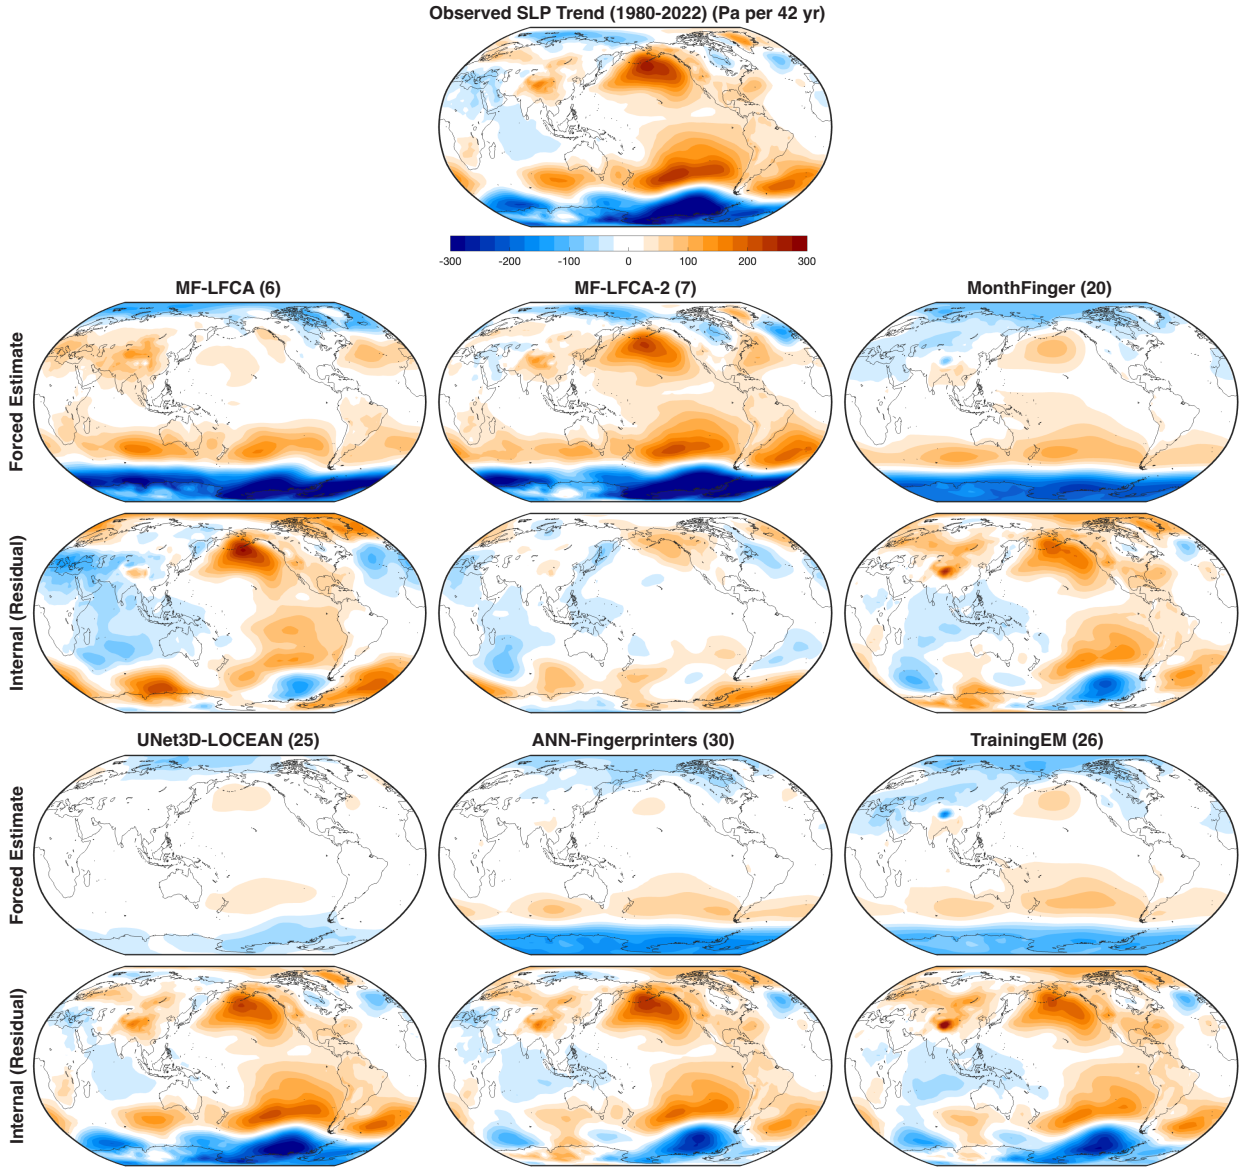 Observed SLP Trend (1980-2022) (Pa per 42 yr)
-300 -200 -100 0 100 200 300
MF-LFCA (6) MF-LFCA-2 (7) MonthFinger (20)
Forced Estimate
Internal (Residual)
UNet3D-LOCEAN (25) ANN-Fingerprinters (30) TrainingEM (26)
Forced Estimate
Internal (Residual)